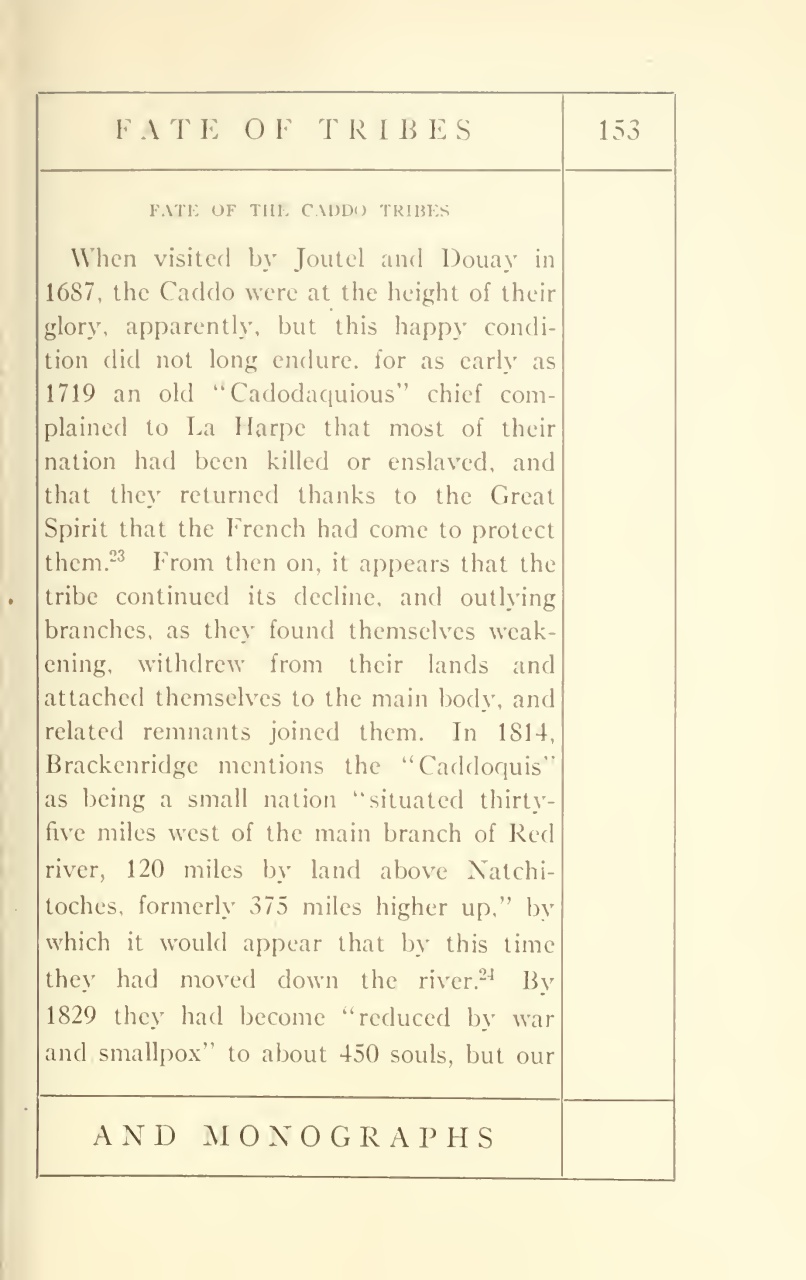 FATE OF TRIBES 153
FATE OF THE CADDO TRIBES
When visited by Joutel and Douay in
1687, the Caddo were at the height of their
glory, apparently, but this happy condi-
tion did not long endure. for as early as
1719 an old “Cadodaquious” chief com-
plained to La Harpe that most of their
nation had been killed or enslaved, and
that they returned thanks to the Great
Spirit that the French had come to protect
them.²³ From then on, it appears that the
tribe continued its decline, and outlying
branches, as they found themselves weak-
ening, withdrew from their lands and
attached themselves to the main body, and
related remnants joined them. In 1814,
Brackenridge mentions the “Caddoquis”
as being a small nation “situated thirty-
five miles west of the main branch of Red
river, 120 miles by land above Natchi-
toches, formerly 375 miles higher up,” by
which it would appear that by this time
they had moved down the river.²⁴ By
1829 they had become “reduced by war
and smallpox” to about 450 souls, but our
AND MONOGRAPHS